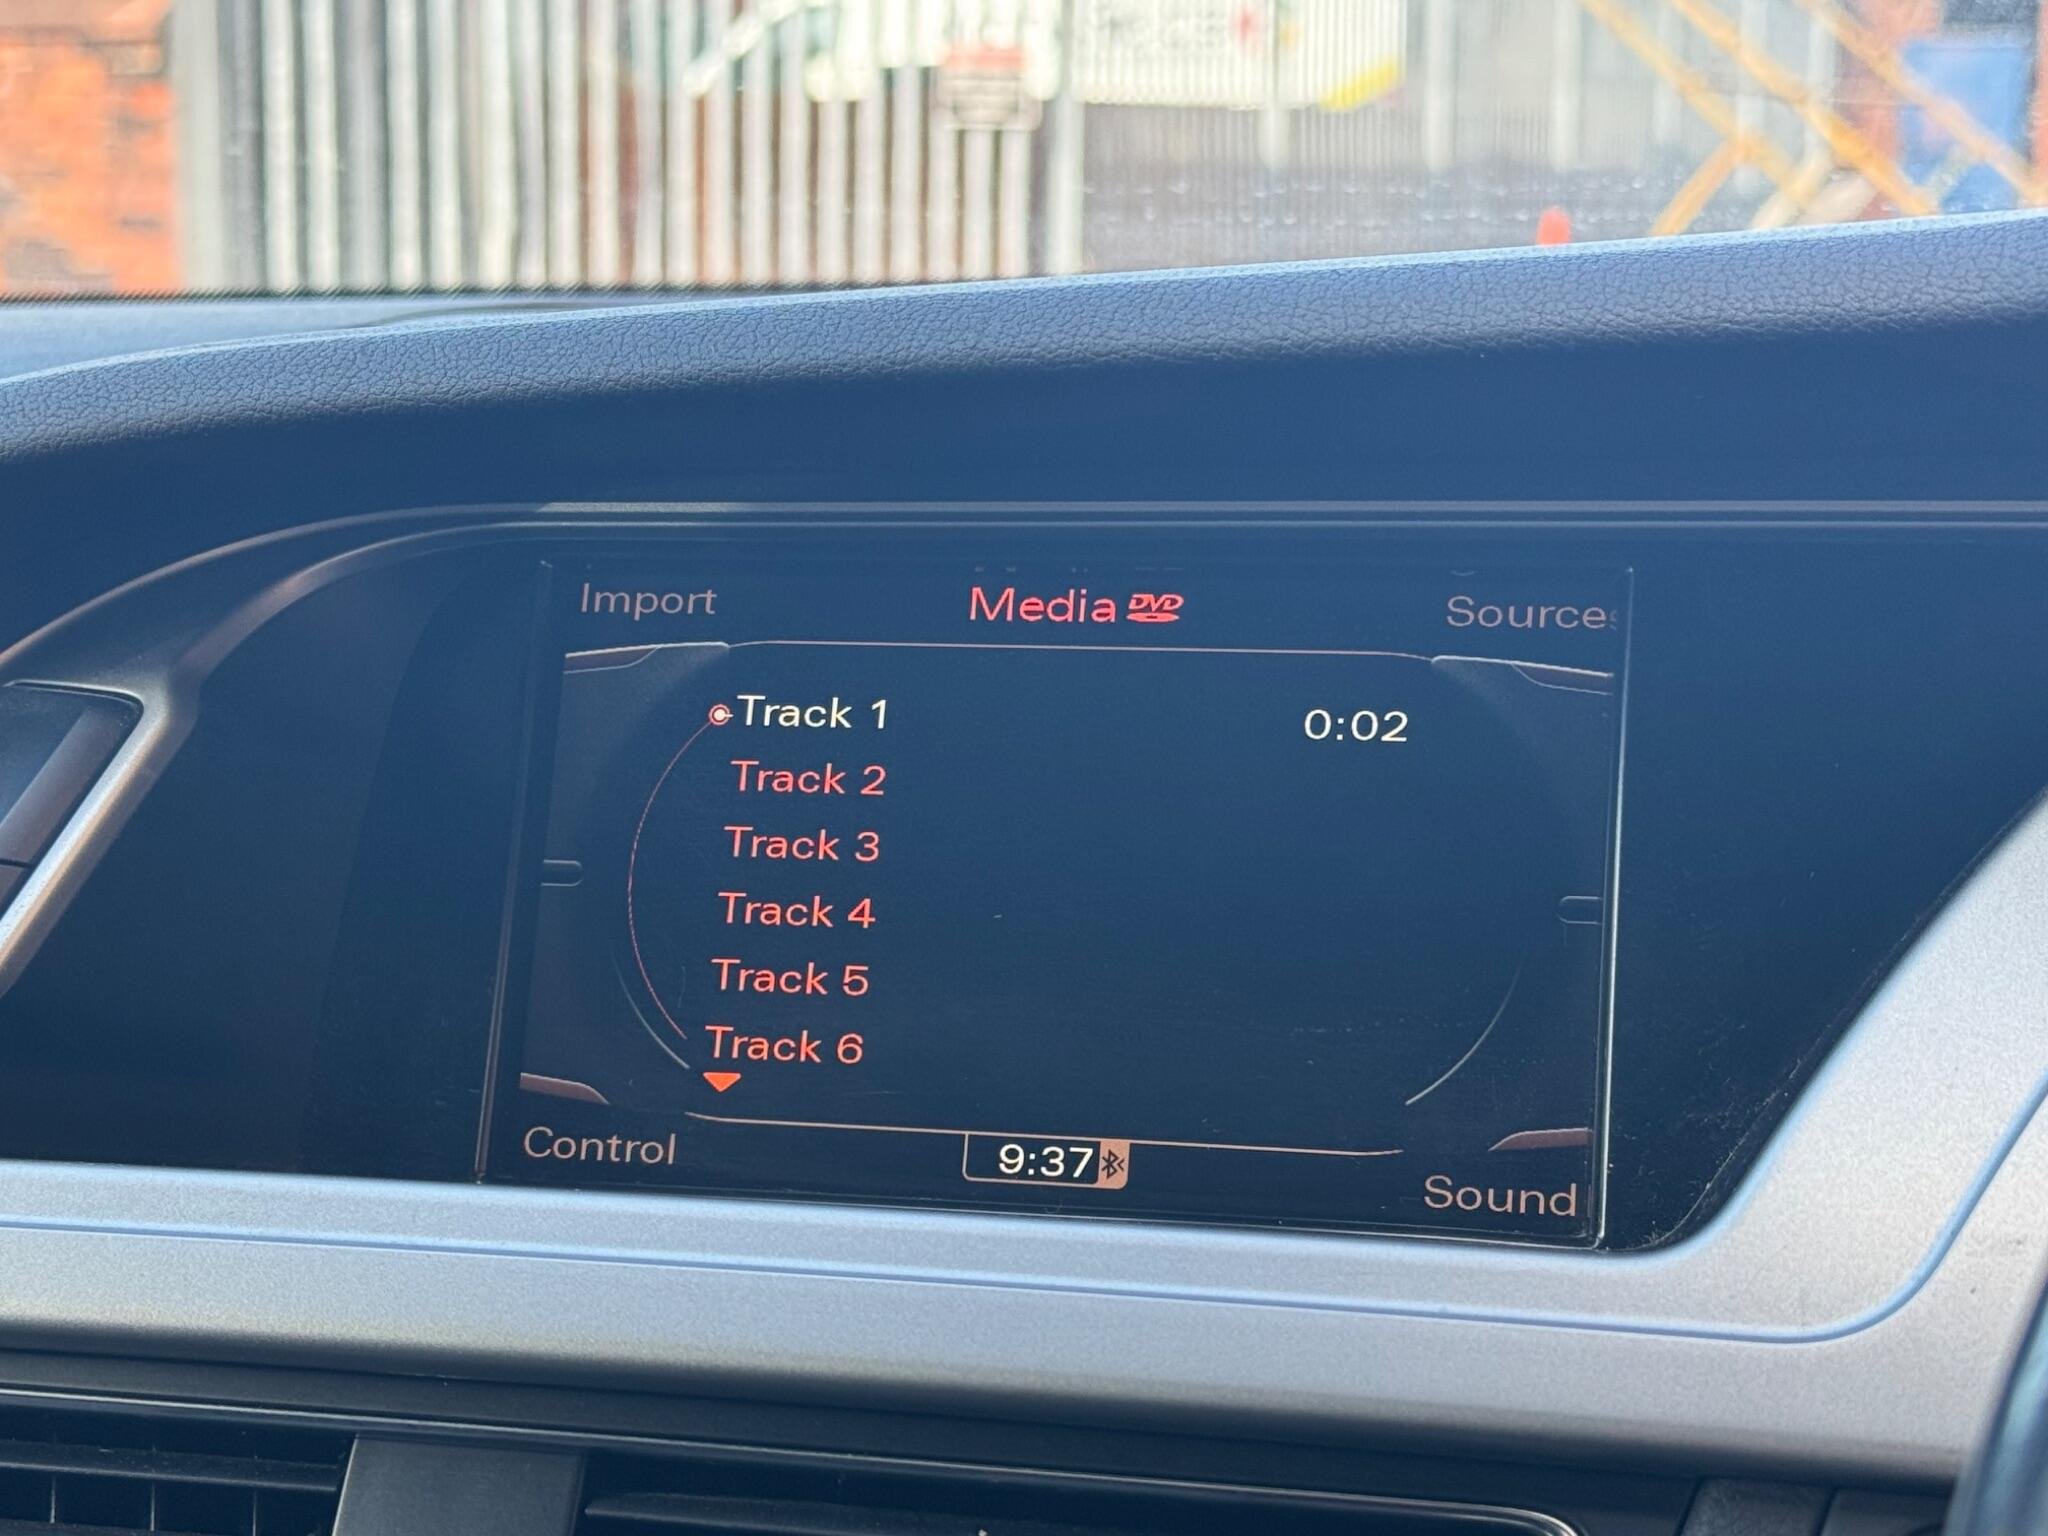 Import
Media DVD
Source
Track 1 0:02
Track 2
Track 3
Track 4
Track 5
Track 6
Control
9:37
Sound